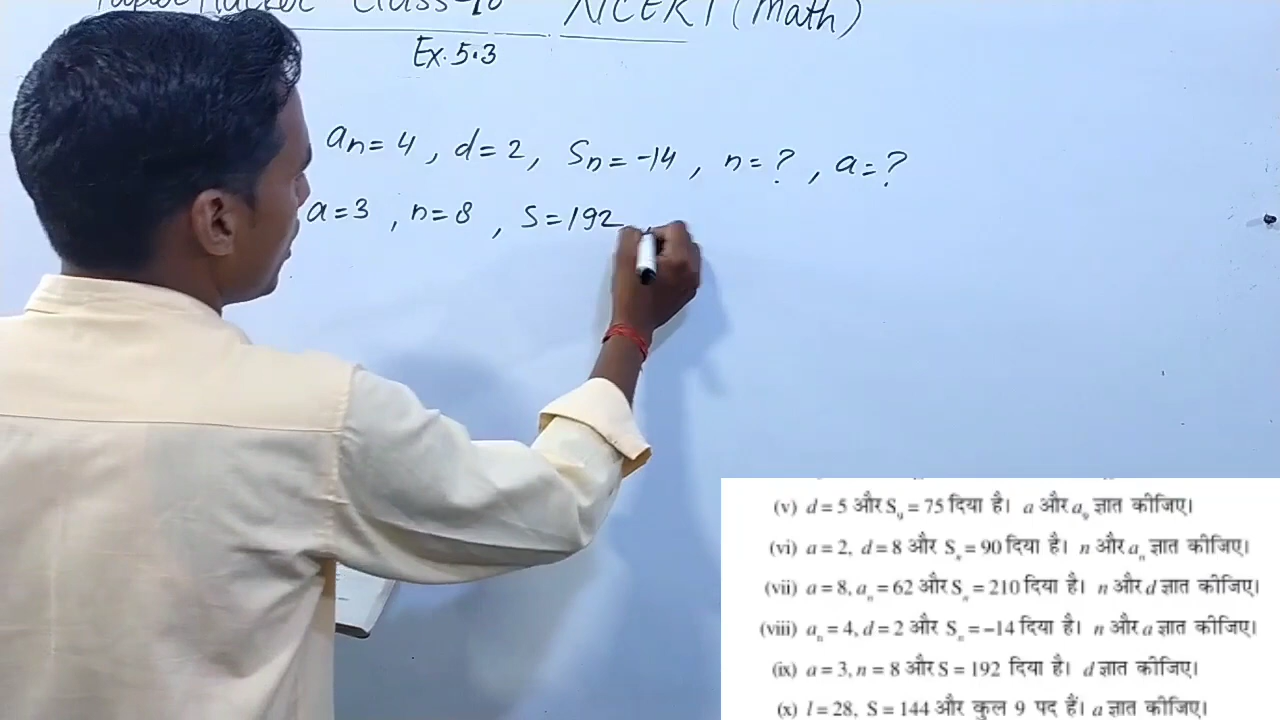 Class-10 NCERT (Math)
Ex. 5.3
an = 4 , d = 2 , Sn = -14 , n = ? , a = ?
a = 3 , n = 8 , S = 192
(v) d = 5 और S₉ = 75 दिया है। a और a₉ ज्ञात कीजिए।
(vi) a = 2, d = 8 और Sₙ = 90 दिया है। n और aₙ ज्ञात कीजिए।
(vii) a = 8, aₙ = 62 और Sₙ = 210 दिया है। n और d ज्ञात कीजिए।
(viii) aₙ = 4, d = 2 और Sₙ = –14 दिया है। n और a ज्ञात कीजिए।
(ix) a = 3, n = 8 और S = 192 दिया है। d ज्ञात कीजिए।
(x) l = 28, S = 144 और कुल 9 पद हैं। a ज्ञात कीजिए।